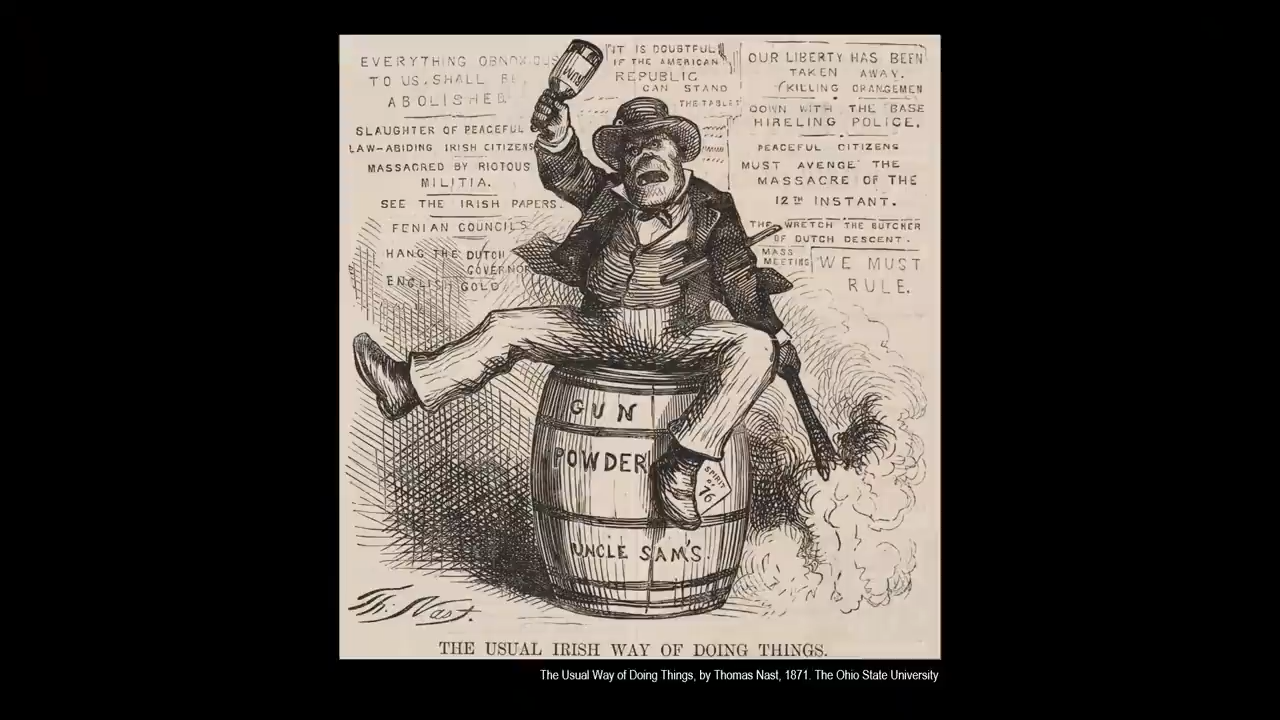 EVERYTHING OBNOXIOUS
TO US, SHALL BE
ABOLISHED
SLAUGHTER OF PEACEFUL
LAW-ABIDING IRISH CITIZENS
MASSACRED BY RIOTOUS
MILITIA.
SEE THE IRISH PAPERS.
FENIAN COUNCILS
HANG THE DUTCH
GOVERNOR
ENGLISH GOLD
RUM
IT IS DOUBTFUL
IF THE AMERICAN
REPUBLIC
CAN STAND
THE TABLET
OUR LIBERTY HAS BEEN
TAKEN AWAY.
(KILLING ORANGEMEN
DOWN WITH THE BASE
HIRELING POLICE.
PEACEFUL CITIZENS
MUST AVENGE THE
MASSACRE OF THE
12TH INSTANT.
THE WRETCH THE BUTCHER
OF DUTCH DESCENT.
MASS
MEETING
WE MUST
RULE.
GUN
POWDER
SPIRIT
OF
76
UNCLE SAM'S.
Th: Nast.
THE USUAL IRISH WAY OF DOING THINGS.
The Usual Way of Doing Things, by Thomas Nast, 1871. The Ohio State University